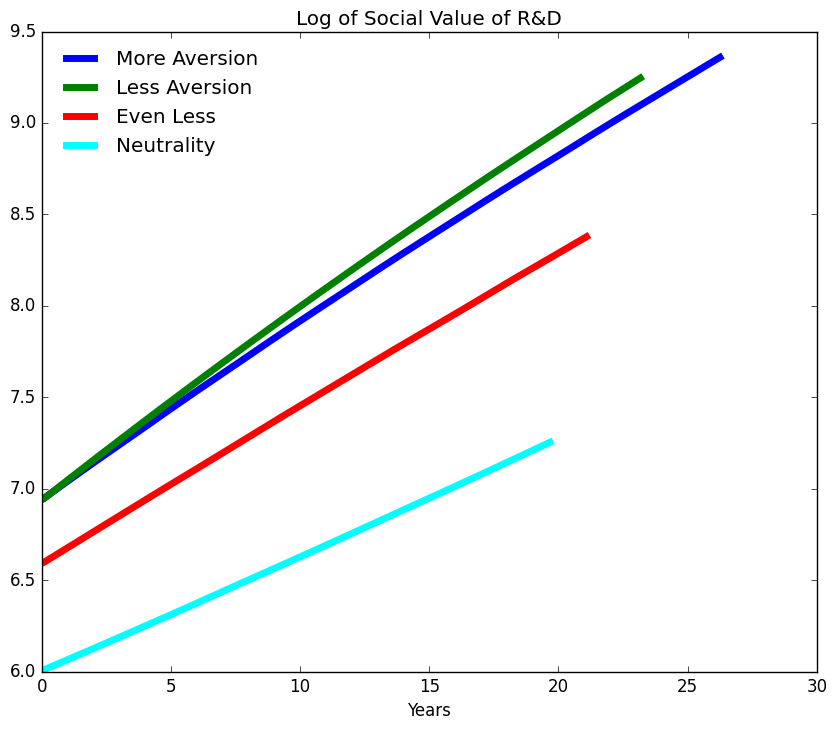 Log of Social Value of R&D
9.5
9.0
8.5
8.0
7.5
7.0
6.5
6.0
More Aversion
Less Aversion
Even Less
Neutrality
0 5 10 15 20 25 30
Years